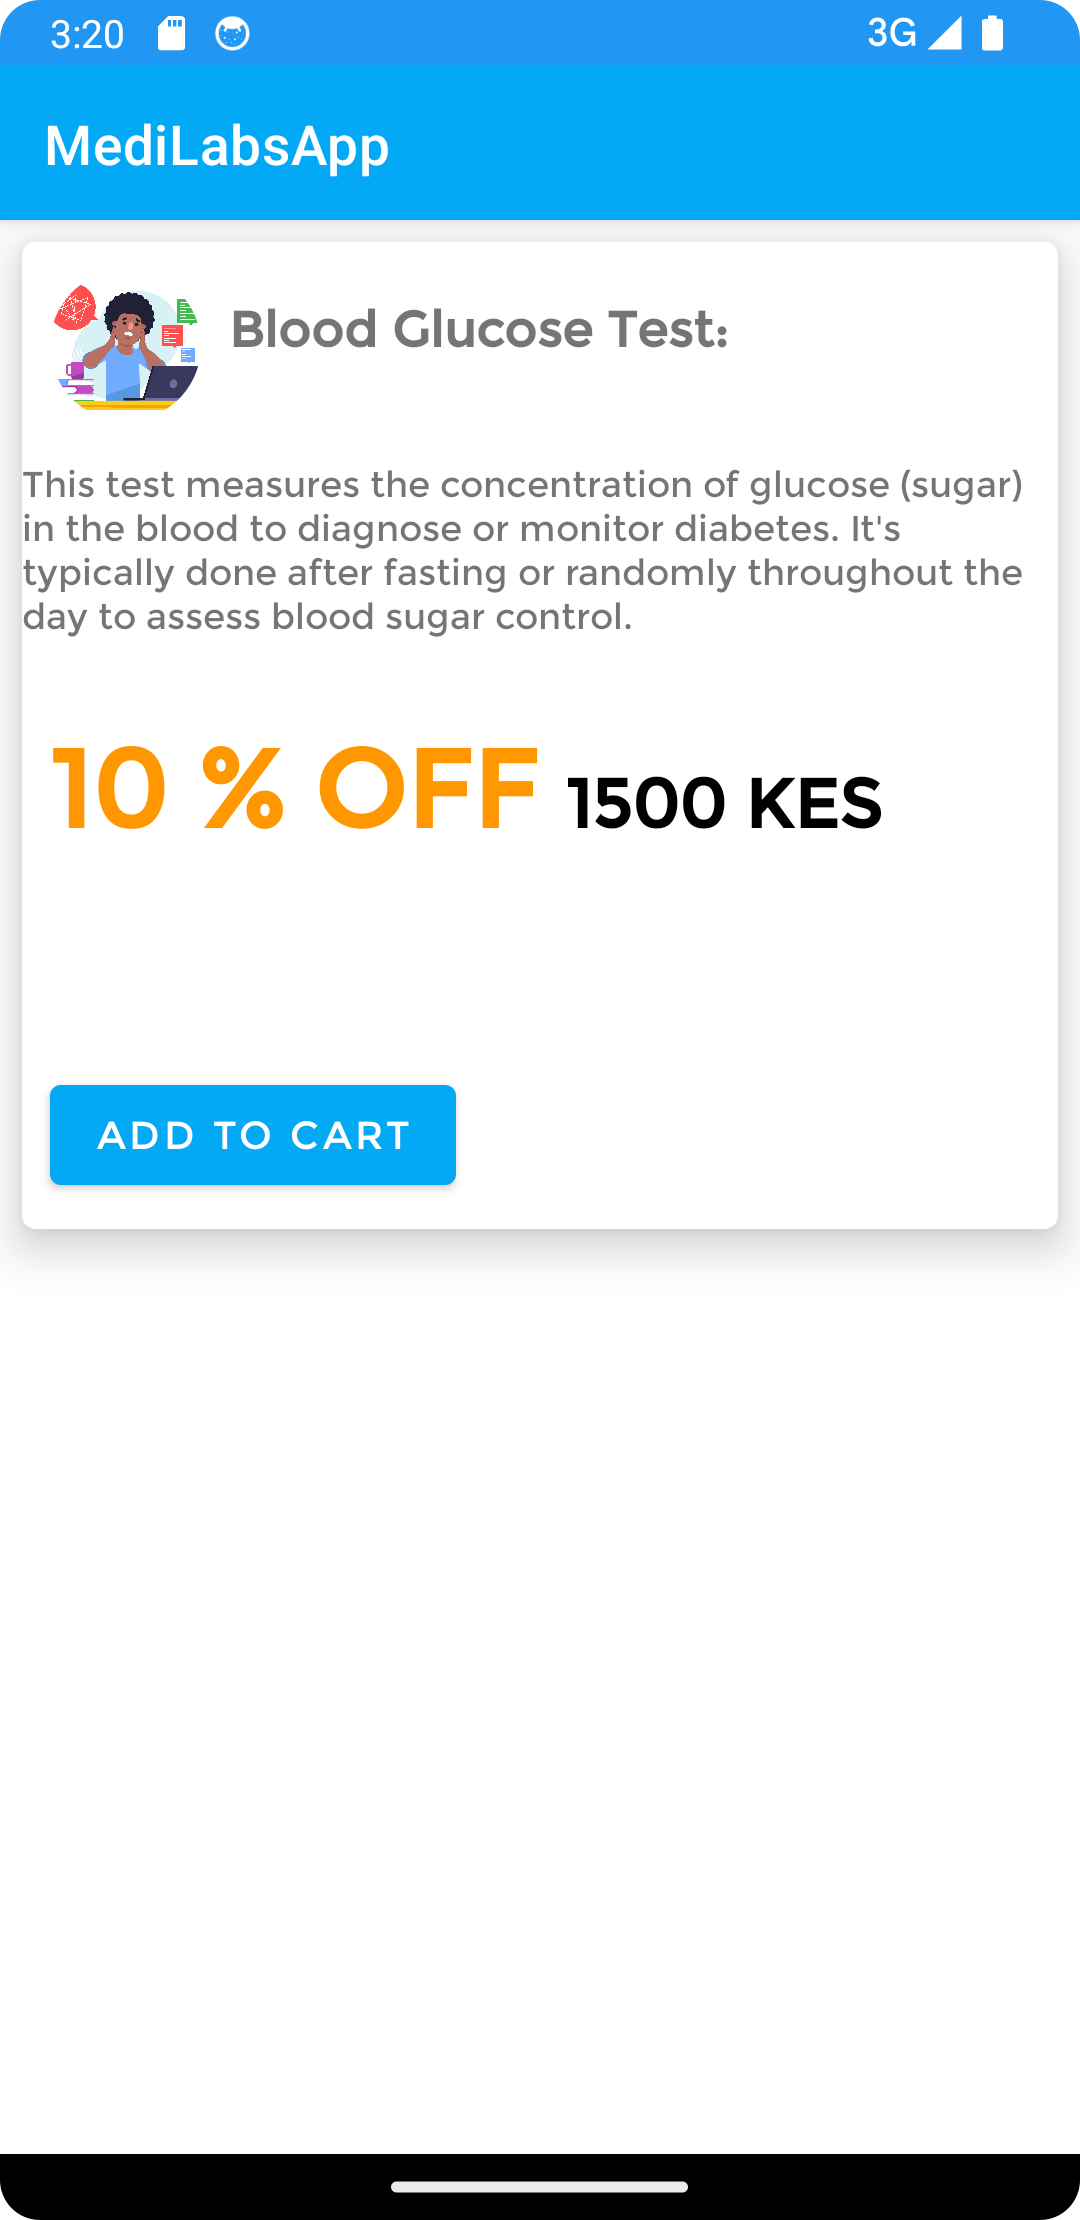 3:20 3G
MediLabsApp
Blood Glucose Test:
This test measures the concentration of glucose (sugar)
in the blood to diagnose or monitor diabetes. It's
typically done after fasting or randomly throughout the
day to assess blood sugar control.
10 % OFF 1500 KES
ADD TO CART